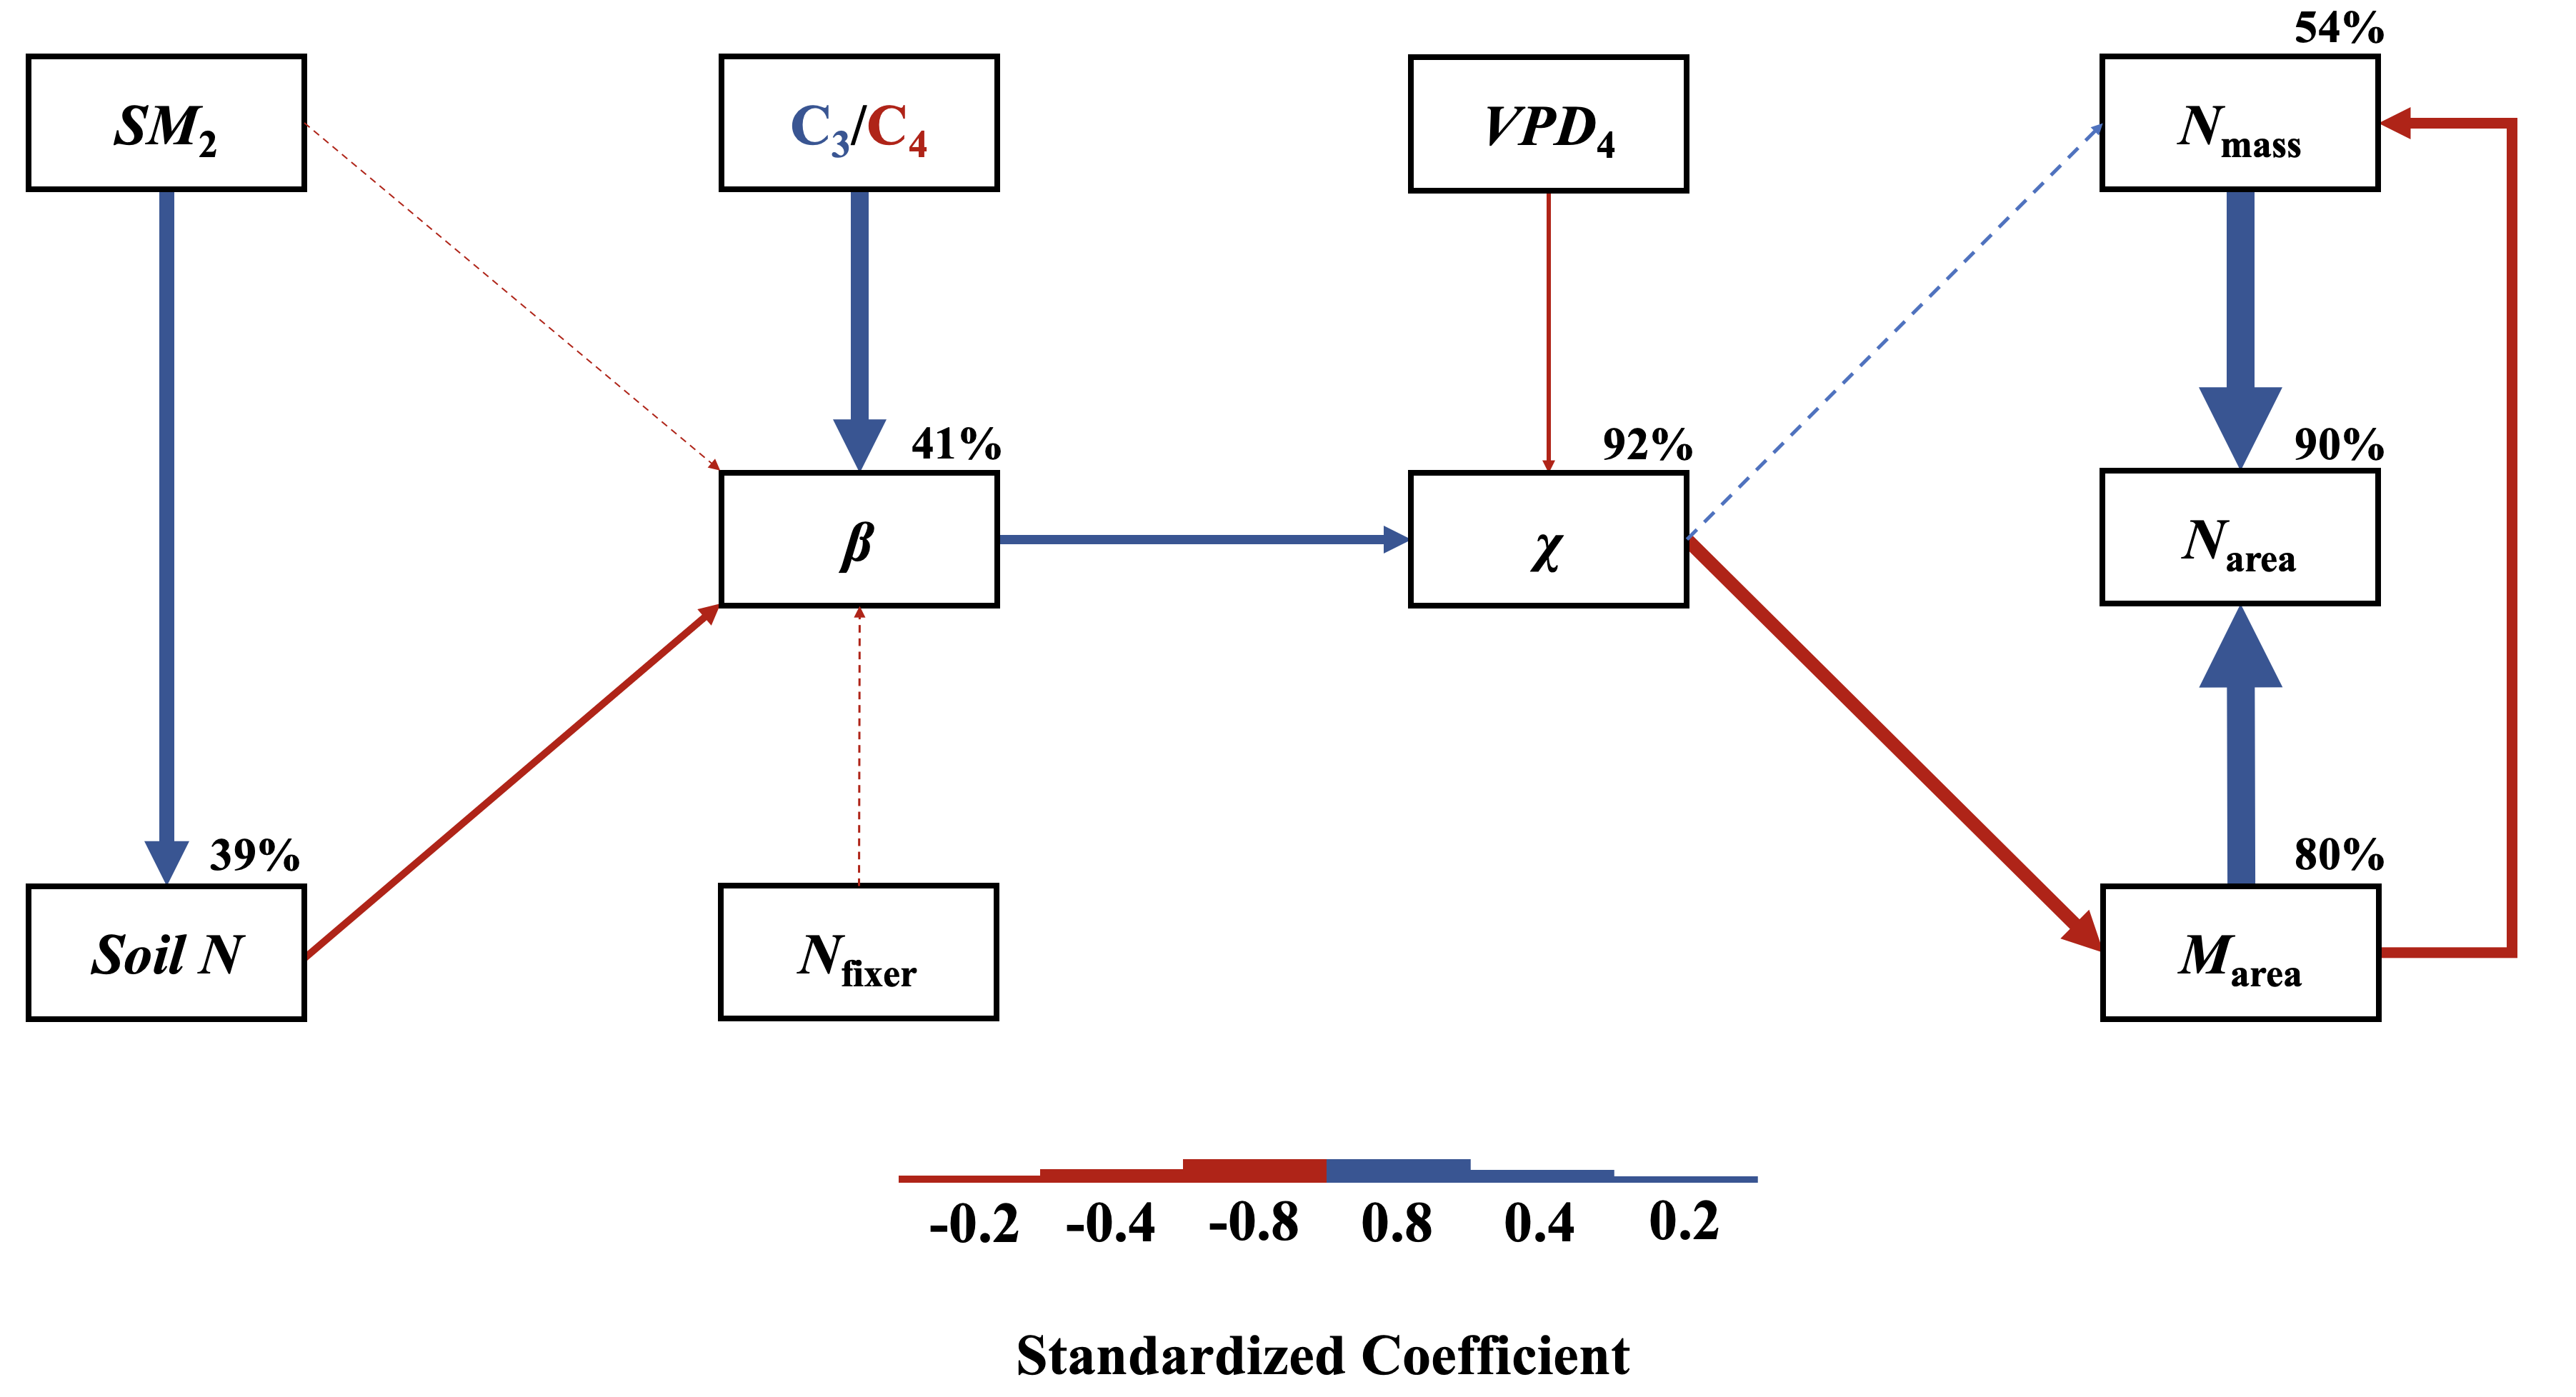 54%
SM2
C3/C4
VPD4
Nmass
41%
92%
90%
β
χ
Narea
39%
80%
Soil N
Nfixer
Marea
-0.2 -0.4 -0.8 0.8 0.4 0.2
Standardized Coefficient